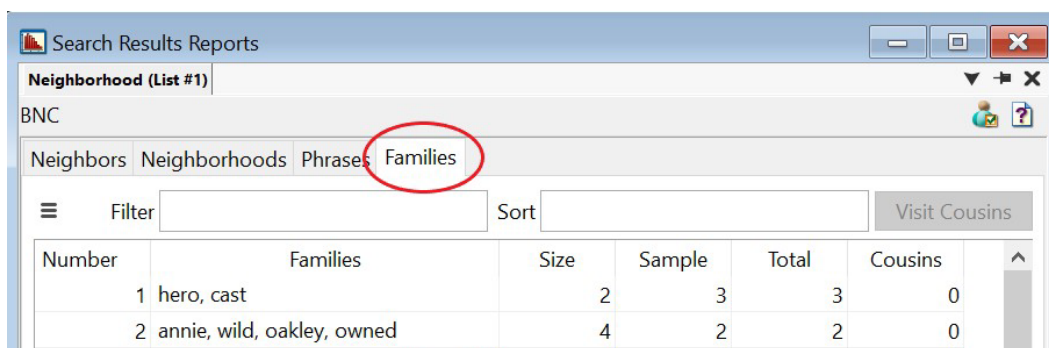 Search Results Reports
Neighborhood (List #1)
BNC
Neighbors Neighborhoods Phrases Families
Filter Sort Visit Cousins
Number Families Size Sample Total Cousins
1 hero, cast 2 3 3 0
2 annie, wild, oakley, owned 4 2 2 0